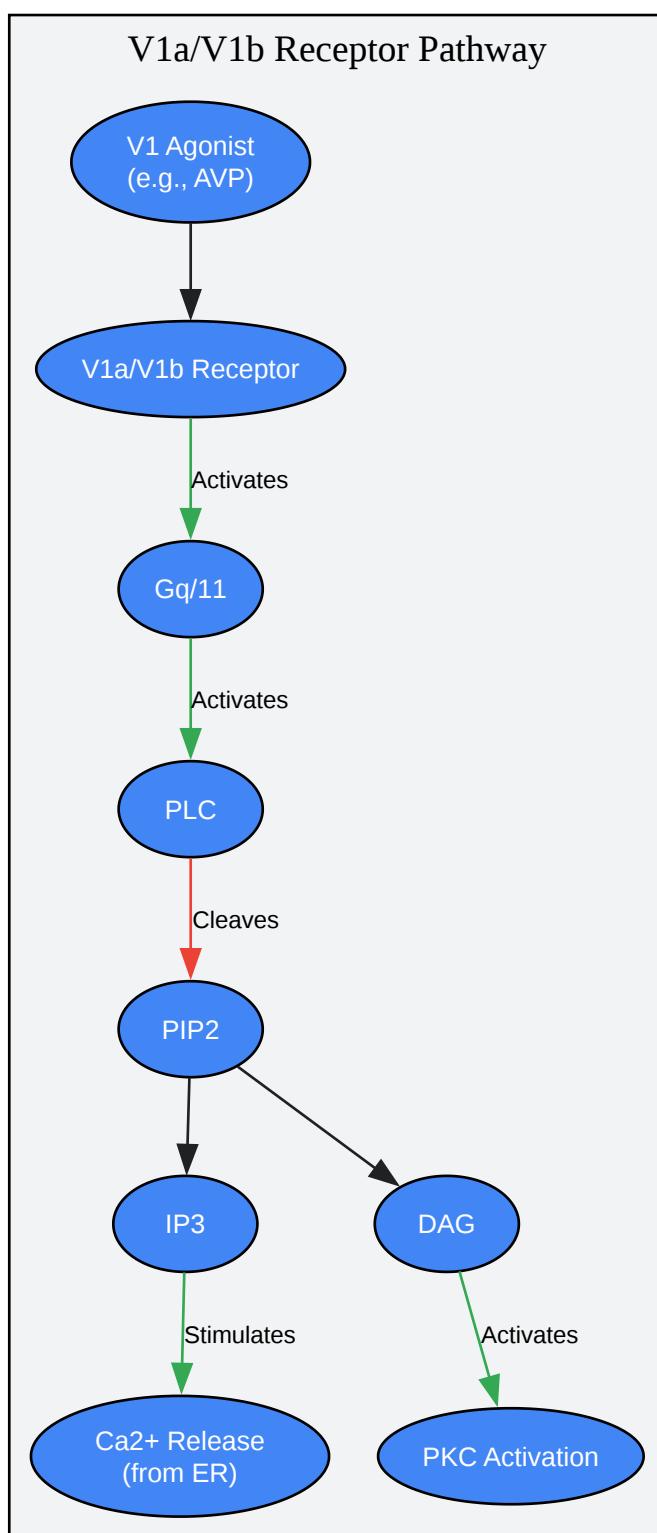 V1a/V1b Receptor Pathway
V1 Agonist
(e.g., AVP)
V1a/V1b Receptor
Activates
Gq/11
Activates
PLC
Cleaves
PIP2
IP3
DAG
Stimulates
Activates
Ca2+ Release
(from ER)
PKC Activation